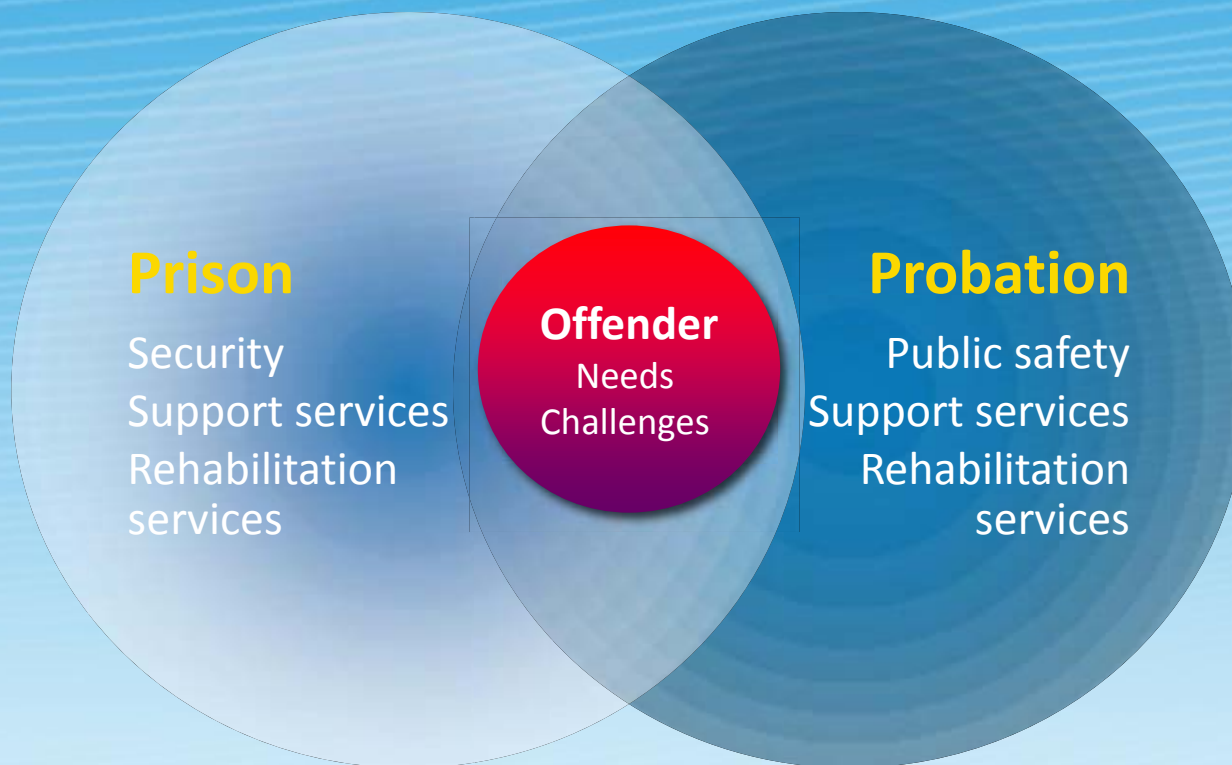 Prison
Security
Support services
Rehabilitation
services
Offender
Needs
Challenges
Probation
Public safety
Support services
Rehabilitation
services